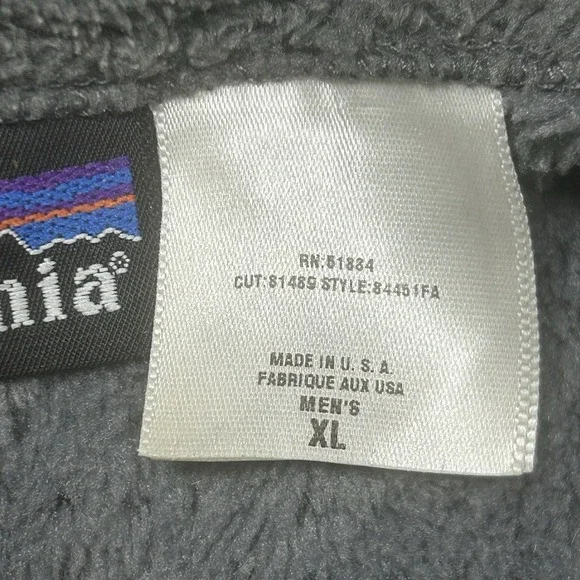 nia®
RN:51884
CUT:81489 STYLE:84451FA
MADE IN U.S.A.
FABRIQUE AUX USA
MEN'S
XL